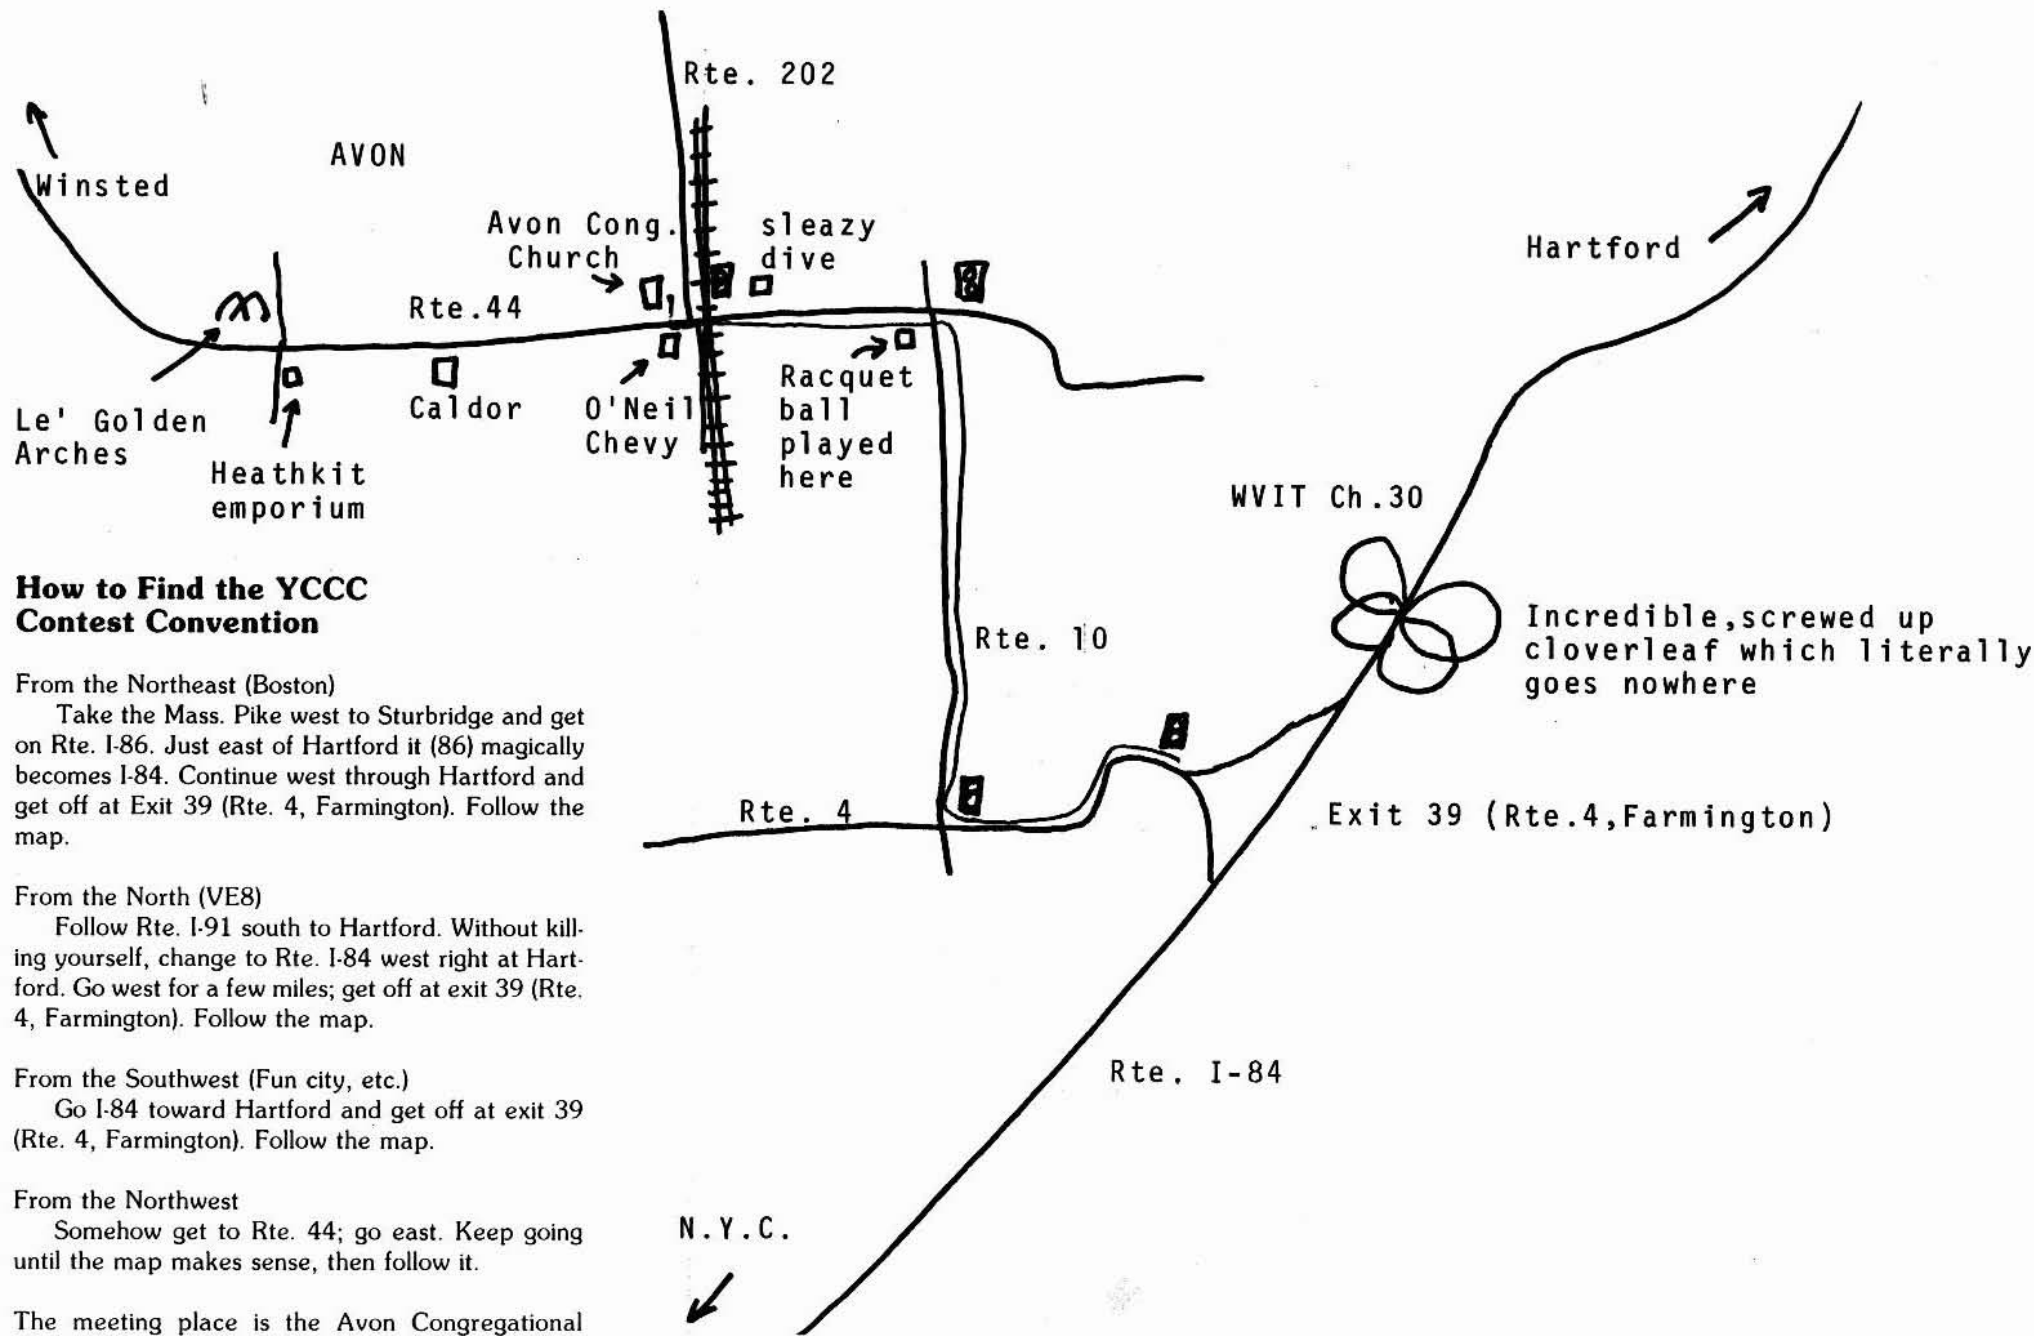 Rte. 202
AVON
Winsted
Avon Cong.
Church
sleazy
dive
Hartford
Rte.44
Le' Golden
Arches
Heathkit
emporium
Caldor
O'Neil
Chevy
Racquet
ball
played
here
WVIT Ch.30
Incredible,screwed up
cloverleaf which literally
goes nowhere
Rte. 10
Rte. 4
Exit 39 (Rte.4,Farmington)
Rte. I-84
N.Y.C.
How to Find the YCCC
Contest Convention
From the Northeast (Boston)
Take the Mass. Pike west to Sturbridge and get
on Rte. I-86. Just east of Hartford it (86) magically
becomes I-84. Continue west through Hartford and
get off at Exit 39 (Rte. 4, Farmington). Follow the
map.
From the North (VE8)
Follow Rte. I-91 south to Hartford. Without kill-
ing yourself, change to Rte. I-84 west right at Hart-
ford. Go west for a few miles; get off at exit 39 (Rte.
4, Farmington). Follow the map.
From the Southwest (Fun city, etc.)
Go I-84 toward Hartford and get off at exit 39
(Rte. 4, Farmington). Follow the map.
From the Northwest
Somehow get to Rte. 44; go east. Keep going
until the map makes sense, then follow it.
The meeting place is the Avon Congregational